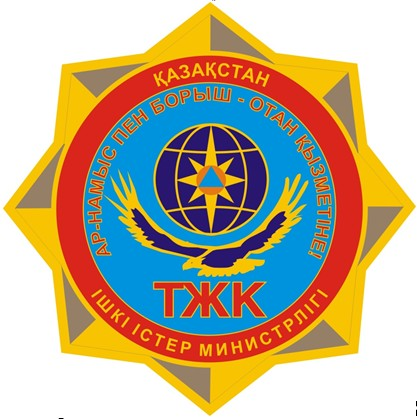 ҚАЗАҚСТАН
АР-НАМЫС ПЕН БОРЫШ - ОТАН ҚЫЗМЕТІНЕ!
ТЖК
ІШКІ ІСТЕР МИНИСТРЛІГІ